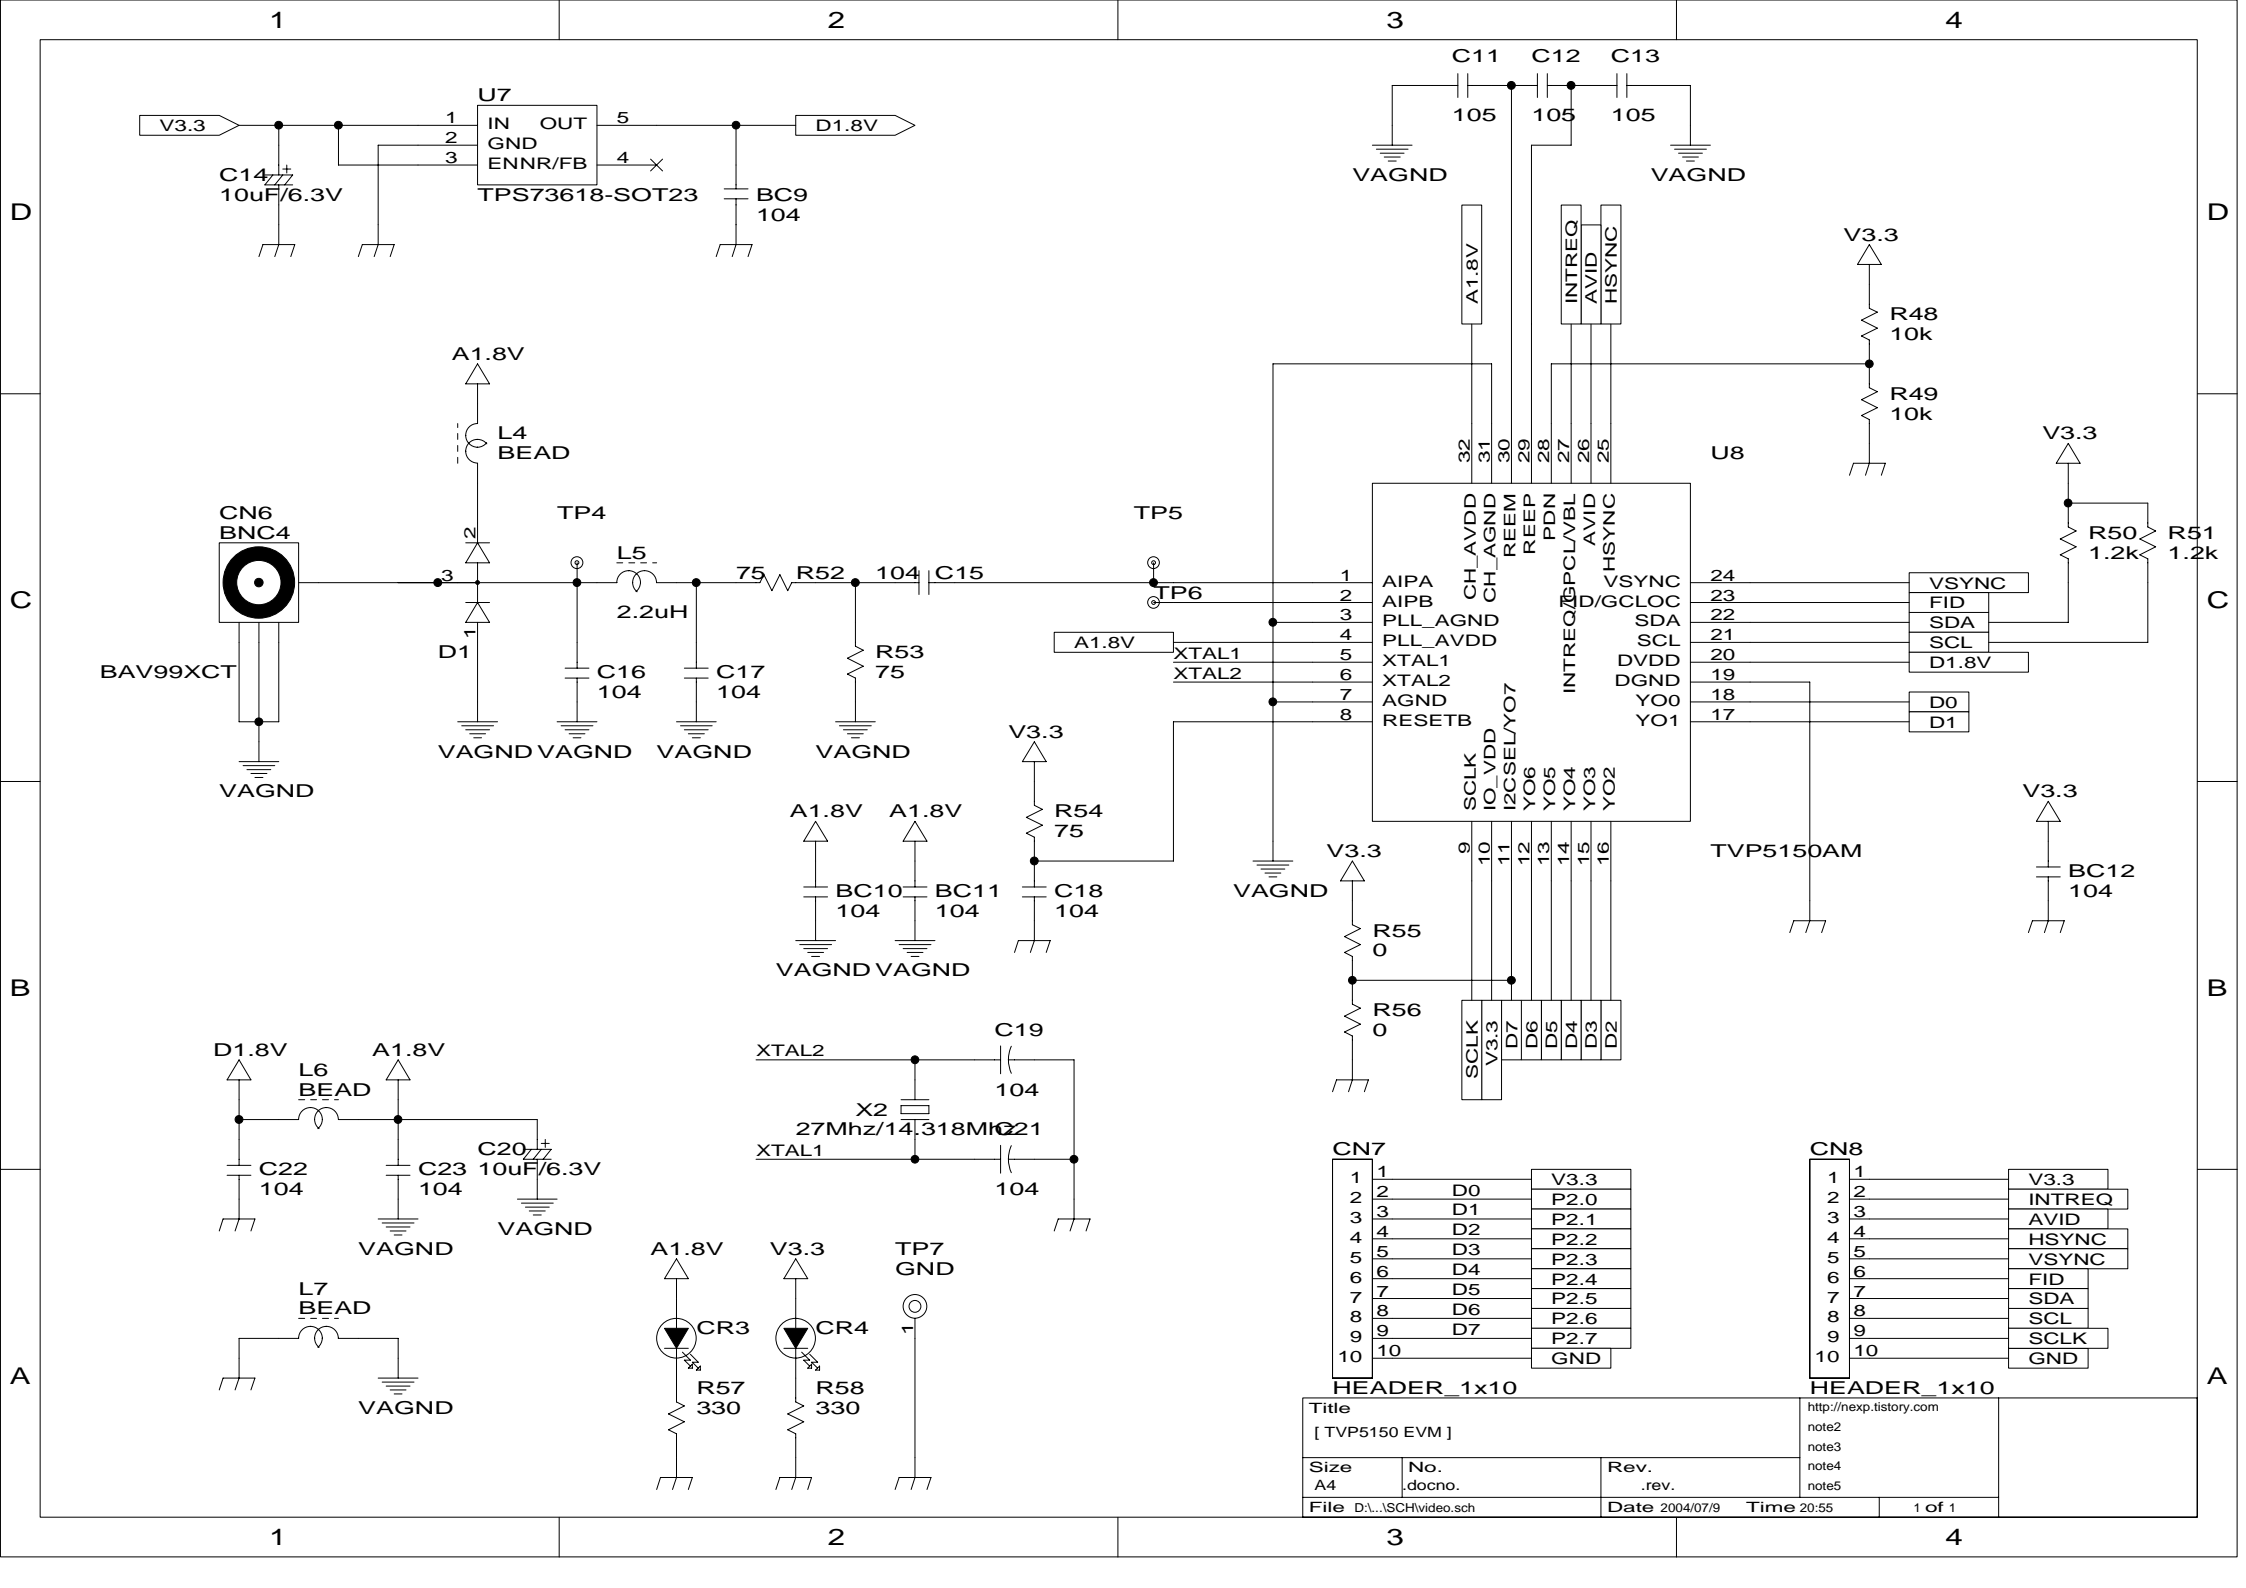 1
2
3
4
D
C
B
A
D
C
B
A
1
2
3
4
U7
V3.3
1
IN
OUT
5
D1.8V
2
GND
3
ENNR/FB
4
C14
10uF/6.3V
+
TPS73618-SOT23
BC9
104
C11
C12
C13
105
105
105
VAGND
VAGND
A1.8V
INTREQ
AVID
HSYNC
V3.3
R48
10k
R49
10k
A1.8V
L4
BEAD
CN6
BNC4
2
3
1
D1
BAV99XCT
VAGND
VAGND
TP4
L5
2.2uH
75
R52
104
C15
C16
104
C17
104
R53
75
VAGND
VAGND
VAGND
TP5
TP6
A1.8V
XTAL1
XTAL2
U8
32
31
30
29
28
27
26
25
CH_AVDD
CH_AGND
REEM
REEP
PDN
INTREQ/GPCL/VBL
AVID
HSYNC
1
AIPA
2
AIPB
3
PLL_AGND
4
PLL_AVDD
5
XTAL1
6
XTAL2
7
AGND
8
RESETB
VSYNC
24
VSYNC
FID/GCLOC
23
FID
SDA
22
SDA
SCL
21
SCL
DVDD
20
D1.8V
DGND
19
YO0
18
D0
YO1
17
D1
SCLK
IO_VDD
I2CSEL/YO7
YO6
YO5
YO4
YO3
YO2
9
10
11
12
13
14
15
16
TVP5150AM
SCLK
V3.3
D7
D6
D5
D4
D3
D2
V3.3
R50
1.2k
R51
1.2k
V3.3
BC12
104
V3.3
R54
75
C18
104
A1.8V
BC10
104
VAGND
A1.8V
BC11
104
VAGND
VAGND
V3.3
R55
0
R56
0
D1.8V
A1.8V
L6
BEAD
C22
104
C23
104
C20
10uF/6.3V
+
VAGND
VAGND
L7
BEAD
VAGND
XTAL2
C19
104
X2
27Mhz/14.318Mhz
C21
XTAL1
104
A1.8V
CR3
R57
330
V3.3
CR4
R58
330
TP7
GND
1
CN7
1 1 V3.3
2 2 D0 P2.0
3 3 D1 P2.1
4 4 D2 P2.2
5 5 D3 P2.3
6 6 D4 P2.4
7 7 D5 P2.5
8 8 D6 P2.6
9 9 D7 P2.7
10 10 GND
HEADER_1x10
CN8
1 1 V3.3
2 2 INTREQ
3 3 AVID
4 4 HSYNC
5 5 VSYNC
6 6 FID
7 7 SDA
8 8 SCL
9 9 SCLK
10 10 GND
HEADER_1x10
Title
[ TVP5150 EVM ]
http://nexp.tistory.com
note2
note3
note4
note5
Size
A4
No.
.docno.
Rev.
.rev.
File D:\...\SCH\video.sch
Date 2004/07/9 Time 20:55
1 of 1